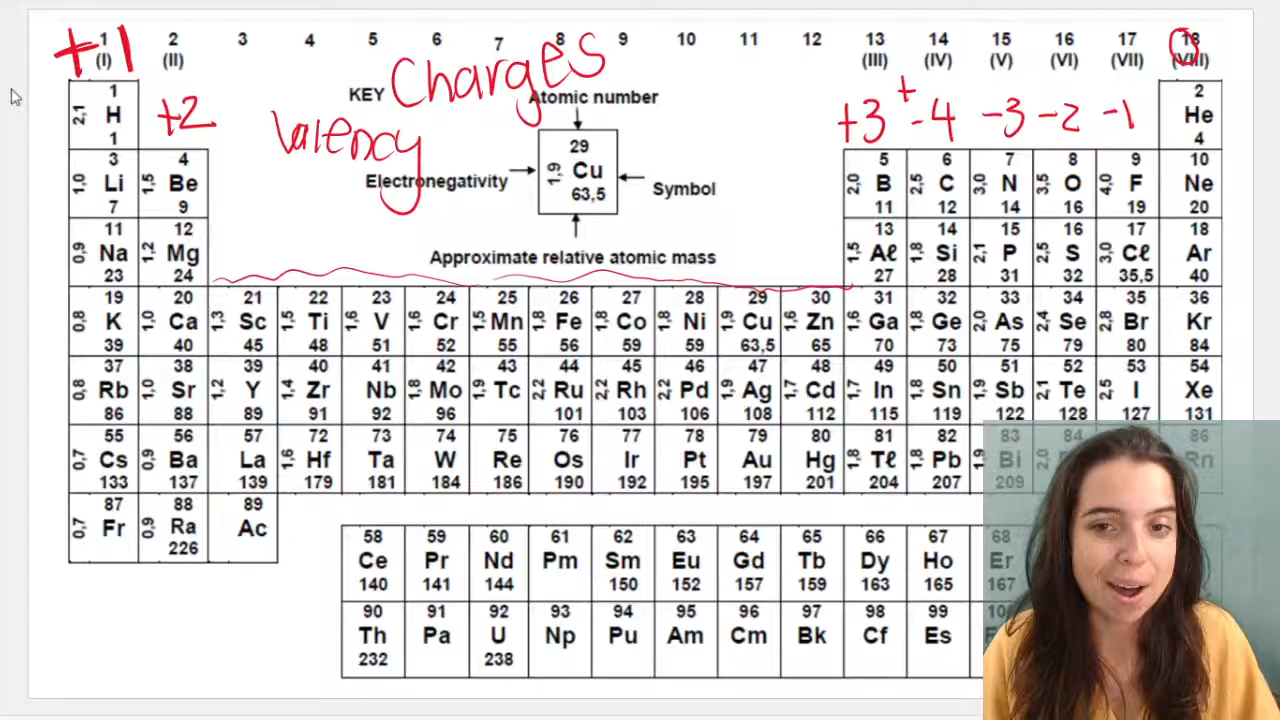 1 2 3 4 5 6 7 8 9 10 11 12 13 14 15 16 17 18
(I) (II) (III) (IV) (V) (VI) (VII) (VIII)
+1 +2 +3 +-4 -3 -2 -1 0
Charges
Valency
KEY Atomic number
29
Electronegativity 1,9 Cu Symbol
63,5
Approximate relative atomic mass
1 2
2,1 H He
1 4
3 4 5 6 7 8 9 10
1,0 Li 1,5 Be 2,0 B 2,5 C 3,0 N 3,5 O 4,0 F Ne
7 9 11 12 14 16 19 20
11 12 13 14 15 16 17 18
0,9 Na 1,2 Mg 1,5 Aℓ 1,8 Si 2,1 P 2,5 S 3,0 Cℓ Ar
23 24 27 28 31 32 35,5 40
19 20 21 22 23 24 25 26 27 28 29 30 31 32 33 34 35 36
0,8 K 1,0 Ca 1,3 Sc 1,5 Ti 1,6 V 1,6 Cr 1,5 Mn 1,8 Fe 1,8 Co 1,8 Ni 1,9 Cu 1,6 Zn 1,6 Ga 1,8 Ge 2,0 As 2,4 Se 2,8 Br Kr
39 40 45 48 51 52 55 56 59 59 63,5 65 70 73 75 79 80 84
37 38 39 40 41 42 43 44 45 46 47 48 49 50 51 52 53 54
0,8 Rb 1,0 Sr 1,2 Y 1,4 Zr Nb 1,8 Mo 1,9 Tc 2,2 Ru 2,2 Rh 2,2 Pd 1,9 Ag 1,7 Cd 1,7 In 1,8 Sn 1,9 Sb 2,1 Te 2,5 I Xe
86 88 89 91 92 96 101 103 106 108 112 115 119 122 128 127 131
55 56 57 72 73 74 75 76 77 78 79 80 81 82 83 84 86
0,7 Cs 0,9 Ba La 1,6 Hf Ta W Re Os Ir Pt Au Hg 1,8 Tℓ 1,8 Pb 1,9 Bi 2,0 Rn
133 137 139 179 181 184 186 190 192 195 197 201 204 207 209
87 88 89
0,7 Fr 0,9 Ra Ac
226
58 59 60 61 62 63 64 65 66 67 68
Ce Pr Nd Pm Sm Eu Gd Tb Dy Ho Er
140 141 144 150 152 157 159 163 165 167
90 91 92 93 94 95 96 97 98 99
Th Pa U Np Pu Am Cm Bk Cf Es
232 238